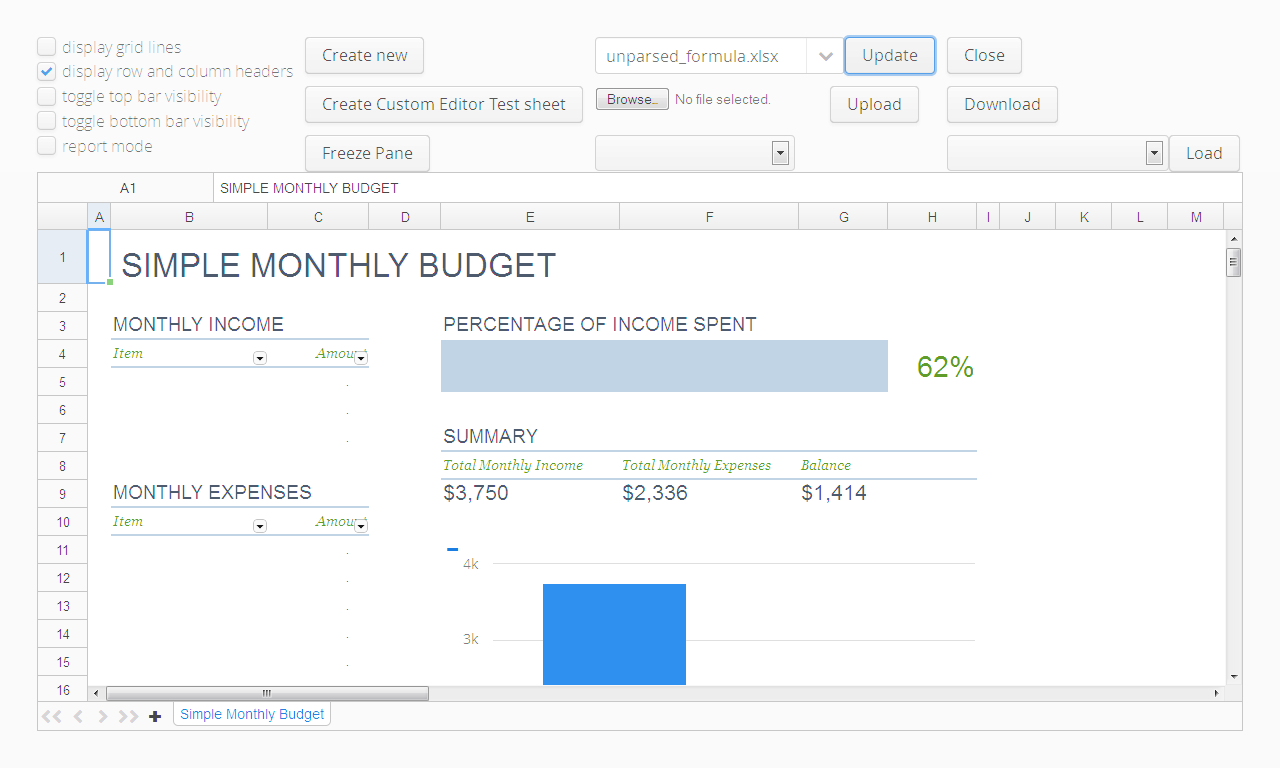 display grid lines
display row and column headers
toggle top bar visibility
toggle bottom bar visibility
report mode
Create new
Create Custom Editor Test sheet
Freeze Pane
unparsed_formula.xlsx
Update
Close
Browse...
No file selected.
Upload
Download
Load
A1
SIMPLE MONTHLY BUDGET
A B C D E F G H I J K L M
1
SIMPLE MONTHLY BUDGET
2
3
MONTHLY INCOME
PERCENTAGE OF INCOME SPENT
4
Item
Amount
62%
5
6
7
SUMMARY
8
Total Monthly Income
Total Monthly Expenses
Balance
9
MONTHLY EXPENSES
$3,750
$2,336
$1,414
10
Item
Amount
11
4k
12
13
14
3k
15
16
Simple Monthly Budget